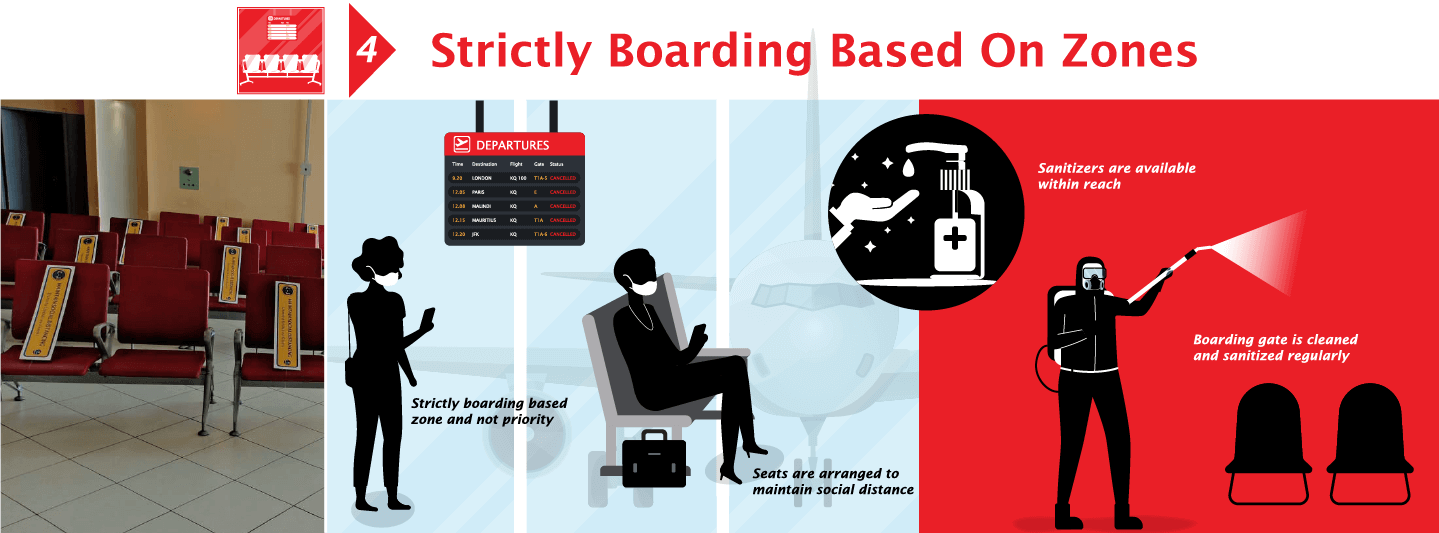 DEPARTURES
4
Strictly Boarding Based On Zones
DEPARTURES
Time Destination Flight Gate Status
9.20 LONDON KQ 100 T1A-5 CANCELLED
12.05 PARIS KQ E CANCELLED
12.08 MALINDI KQ A CANCELLED
12.15 MAURITIUS KQ T1A CANCELLED
12.20 JFK KQ T1A-6 CANCELLED
Sanitizers are available
within reach
Boarding gate is cleaned
and sanitized regularly
Strictly boarding based
zone and not priority
Seats are arranged to
maintain social distance